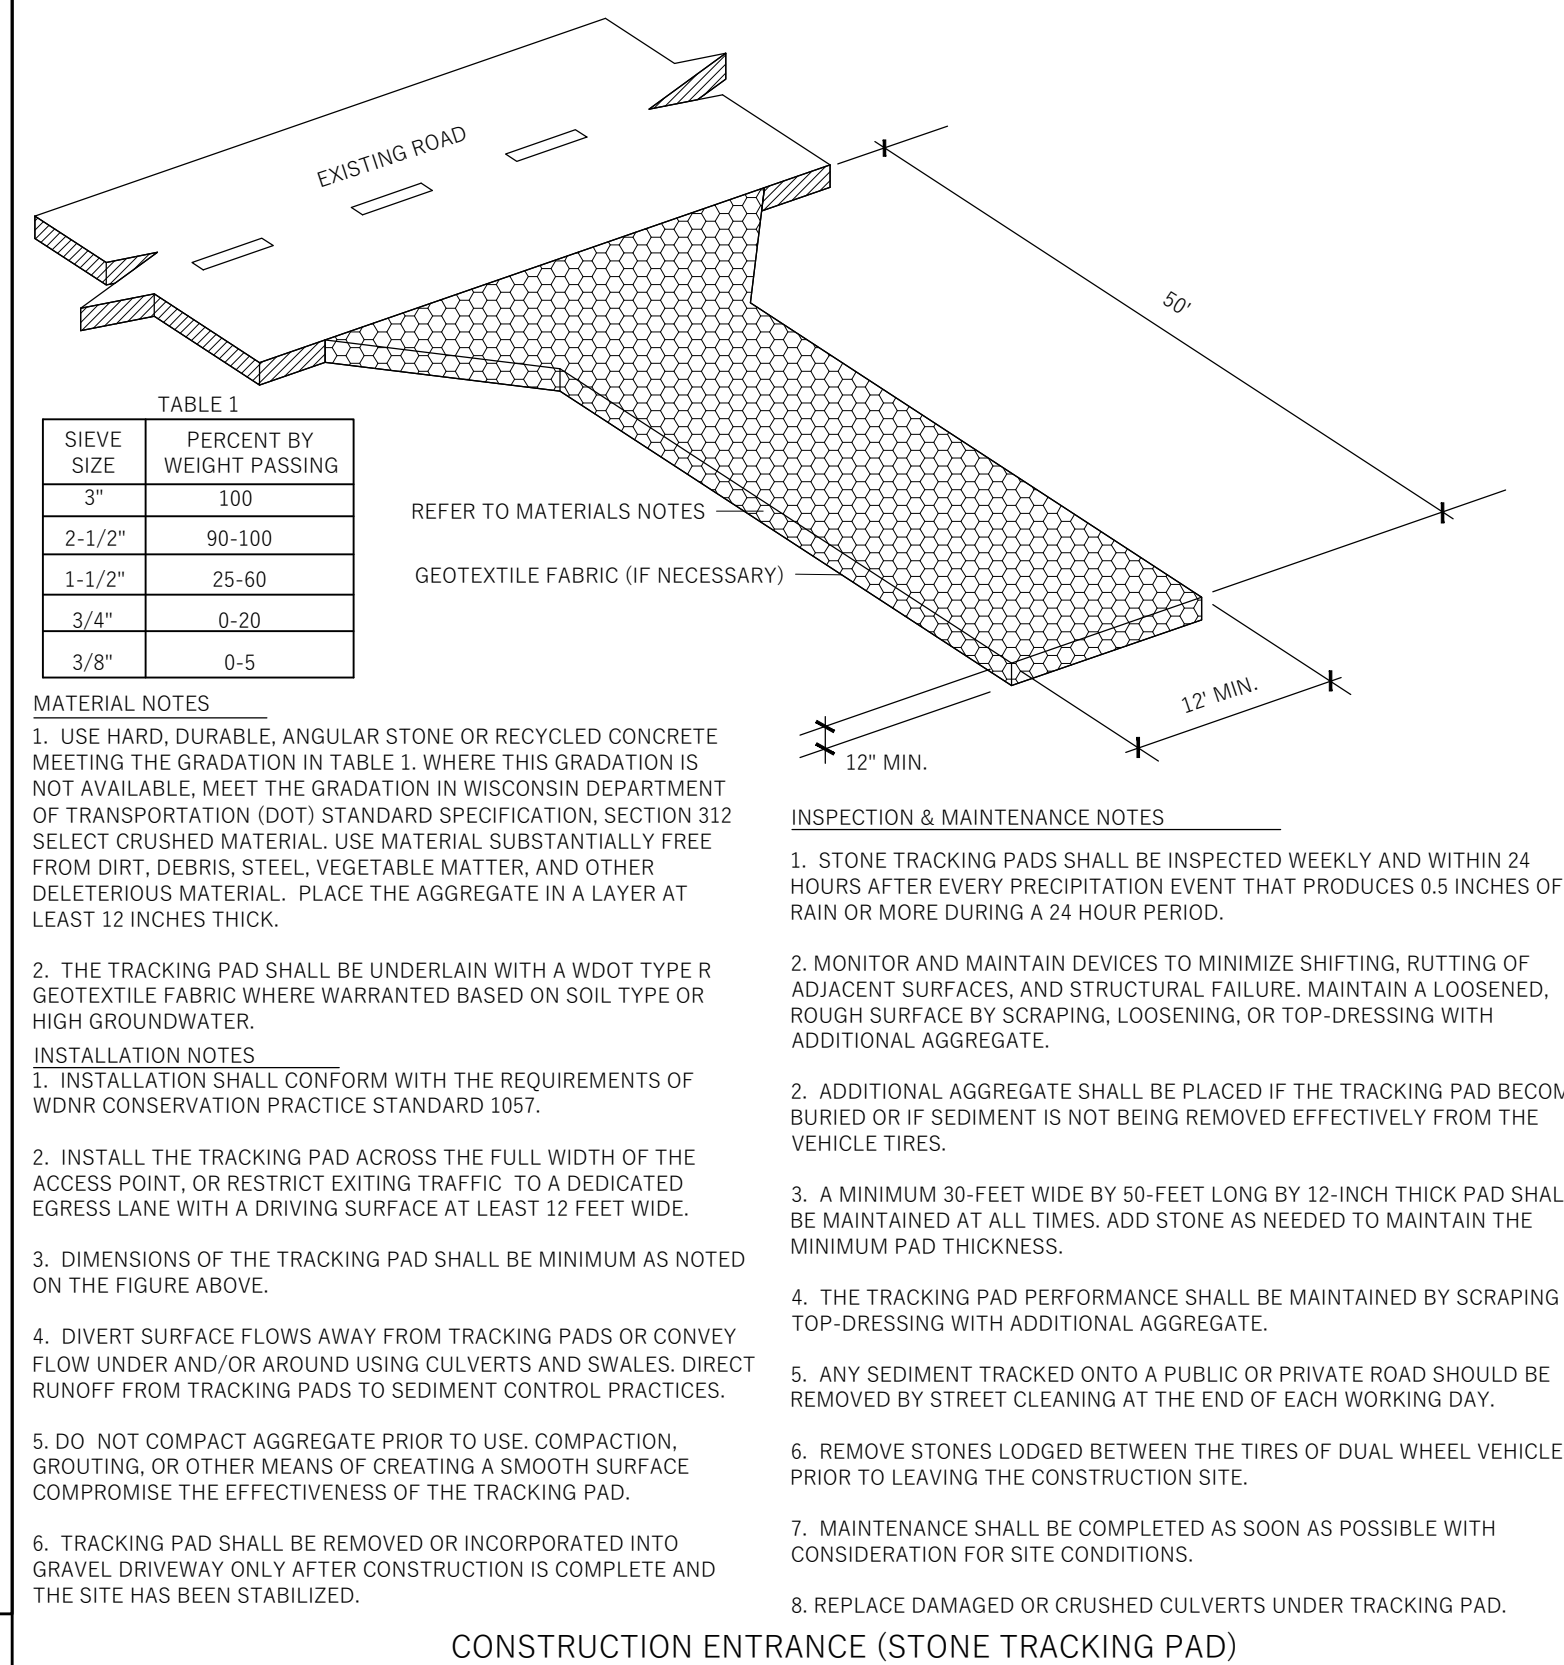 EXISTING ROAD
50'
TABLE 1
SIEVE SIZE | PERCENT BY WEIGHT PASSING
3" | 100
2-1/2" | 90-100
1-1/2" | 25-60
3/4" | 0-20
3/8" | 0-5
REFER TO MATERIALS NOTES
GEOTEXTILE FABRIC (IF NECESSARY)
12' MIN.
12" MIN.
MATERIAL NOTES
1. USE HARD, DURABLE, ANGULAR STONE OR RECYCLED CONCRETE
MEETING THE GRADATION IN TABLE 1. WHERE THIS GRADATION IS
NOT AVAILABLE, MEET THE GRADATION IN WISCONSIN DEPARTMENT
OF TRANSPORTATION (DOT) STANDARD SPECIFICATION, SECTION 312
SELECT CRUSHED MATERIAL. USE MATERIAL SUBSTANTIALLY FREE
FROM DIRT, DEBRIS, STEEL, VEGETABLE MATTER, AND OTHER
DELETERIOUS MATERIAL. PLACE THE AGGREGATE IN A LAYER AT
LEAST 12 INCHES THICK.
2. THE TRACKING PAD SHALL BE UNDERLAIN WITH A WDOT TYPE R
GEOTEXTILE FABRIC WHERE WARRANTED BASED ON SOIL TYPE OR
HIGH GROUNDWATER.
INSTALLATION NOTES
1. INSTALLATION SHALL CONFORM WITH THE REQUIREMENTS OF
WDNR CONSERVATION PRACTICE STANDARD 1057.
2. INSTALL THE TRACKING PAD ACROSS THE FULL WIDTH OF THE
ACCESS POINT, OR RESTRICT EXITING TRAFFIC TO A DEDICATED
EGRESS LANE WITH A DRIVING SURFACE AT LEAST 12 FEET WIDE.
3. DIMENSIONS OF THE TRACKING PAD SHALL BE MINIMUM AS NOTED
ON THE FIGURE ABOVE.
4. DIVERT SURFACE FLOWS AWAY FROM TRACKING PADS OR CONVEY
FLOW UNDER AND/OR AROUND USING CULVERTS AND SWALES. DIRECT
RUNOFF FROM TRACKING PADS TO SEDIMENT CONTROL PRACTICES.
5. DO NOT COMPACT AGGREGATE PRIOR TO USE. COMPACTION,
GROUTING, OR OTHER MEANS OF CREATING A SMOOTH SURFACE
COMPROMISE THE EFFECTIVENESS OF THE TRACKING PAD.
6. TRACKING PAD SHALL BE REMOVED OR INCORPORATED INTO
GRAVEL DRIVEWAY ONLY AFTER CONSTRUCTION IS COMPLETE AND
THE SITE HAS BEEN STABILIZED.
INSPECTION & MAINTENANCE NOTES
1. STONE TRACKING PADS SHALL BE INSPECTED WEEKLY AND WITHIN 24
HOURS AFTER EVERY PRECIPITATION EVENT THAT PRODUCES 0.5 INCHES OF
RAIN OR MORE DURING A 24 HOUR PERIOD.
2. MONITOR AND MAINTAIN DEVICES TO MINIMIZE SHIFTING, RUTTING OF
ADJACENT SURFACES, AND STRUCTURAL FAILURE. MAINTAIN A LOOSENED,
ROUGH SURFACE BY SCRAPING, LOOSENING, OR TOP-DRESSING WITH
ADDITIONAL AGGREGATE.
2. ADDITIONAL AGGREGATE SHALL BE PLACED IF THE TRACKING PAD
BURIED OR IF SEDIMENT IS NOT BEING REMOVED EFFECTIVELY FROM THE
VEHICLE TIRES.
3. A MINIMUM 30-FEET WIDE BY 50-FEET LONG BY 12-INCH THICK PAD SHAL
BE MAINTAINED AT ALL TIMES. ADD STONE AS NEEDED TO MAINTAIN THE
MINIMUM PAD THICKNESS.
4. THE TRACKING PAD PERFORMANCE SHALL BE MAINTAINED BY SCRAPING
TOP-DRESSING WITH ADDITIONAL AGGREGATE.
5. ANY SEDIMENT TRACKED ONTO A PUBLIC OR PRIVATE ROAD SHOULD BE
REMOVED BY STREET CLEANING AT THE END OF EACH WORKING DAY.
6. REMOVE STONES LODGED BETWEEN THE TIRES OF DUAL WHEEL VEHICLE
PRIOR TO LEAVING THE CONSTRUCTION SITE.
7. MAINTENANCE SHALL BE COMPLETED AS SOON AS POSSIBLE WITH
CONSIDERATION FOR SITE CONDITIONS.
8. REPLACE DAMAGED OR CRUSHED CULVERTS UNDER TRACKING PAD.
CONSTRUCTION ENTRANCE (STONE TRACKING PAD)